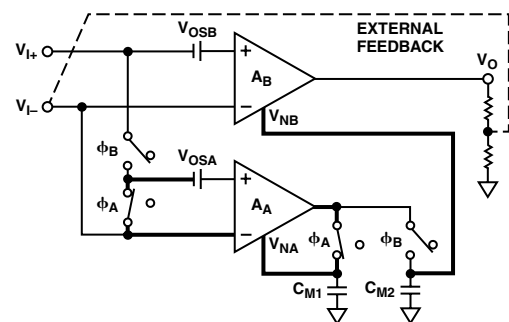 EXTERNAL
FEEDBACK
V_I+
V_OSB
+
A_B
−
V_O
V_I–
V_NB
ϕ_B
V_OSA
+
A_A
−
ϕ_A
V_NA
ϕ_A
ϕ_B
C_M1
C_M2